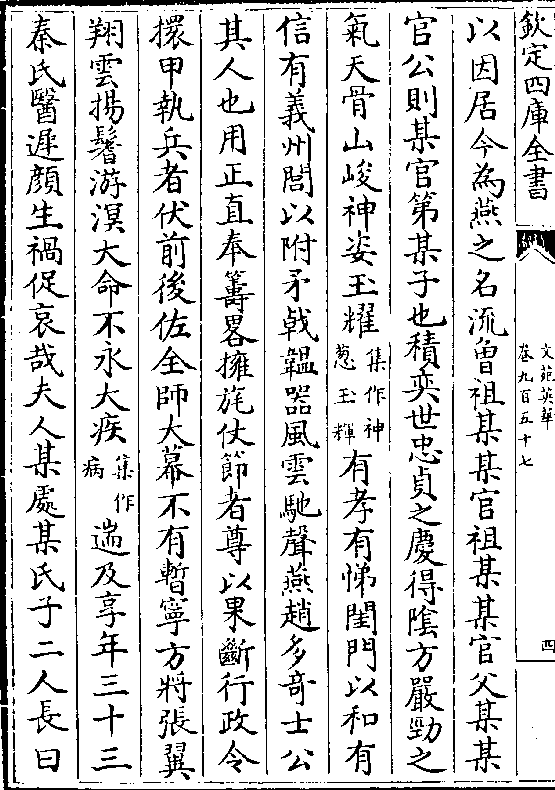 欽定四庫全書
文苑英華
卷九百五十七
四
以因居今為燕之名流曾祖某某官祖某某官父某某
官公則某官第某子也積奕世忠貞之慶得陰方嚴勁之
氣天骨山峻神姿玉耀集作神葱玉輝有孝有悌閨門以和有
信有義州閭以附矛戟韞器風雲馳聲燕趙多奇士公
其人也用正直奉籌畧擁旄仗節者尊以果斷行政令
擐甲執兵者伏前後佐全師大幕不有暫寧方將張翼
翔雲揚鬐游溟大命不永大疾集作病遄及享年三十三
秦氏醫遲顔生禍促哀哉夫人某處某氏子二人長曰